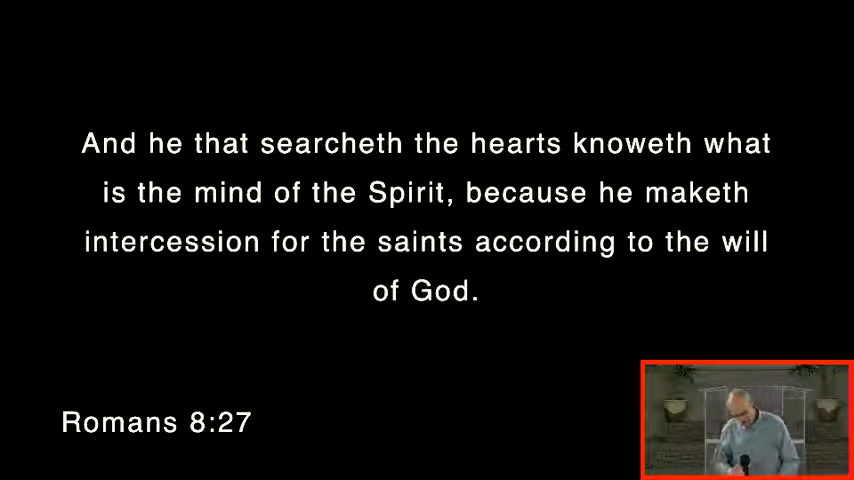 And he that searcheth the hearts knoweth what
is the mind of the Spirit, because he maketh
intercession for the saints according to the will
of God.
Romans 8:27